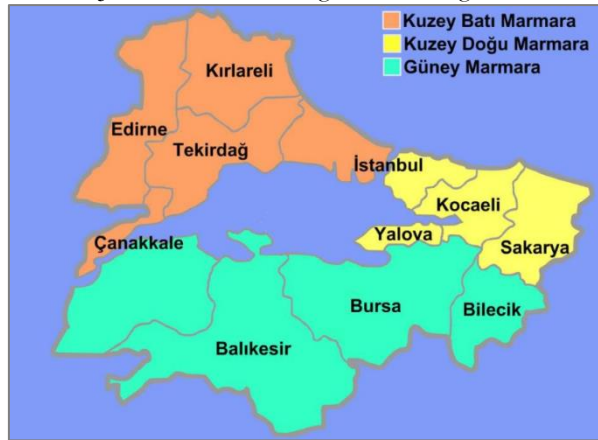 Kuzey Batı Marmara
Kuzey Doğu Marmara
Güney Marmara
Kırlareli
Edirne
Tekirdağ
İstanbul
Kocaeli
Çanakkale
Yalova
Sakarya
Bursa
Bilecik
Balıkesir